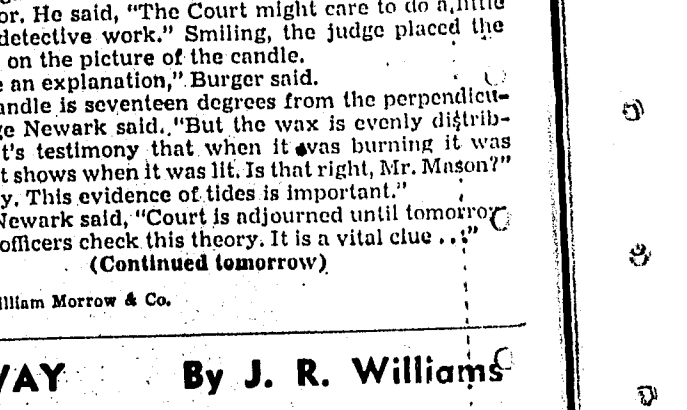 or. He said, "The Court might care to do a little
detective work." Smiling, the judge placed the
on the picture of the candle.
e an explanation," Burger said.
andle is seventeen degrees from the perpendicu-
ge Newark said. "But the wax is evenly distrib-
t's testimony that when it was burning it was
t shows when it was lit. Is that right, Mr. Mason?"
y. This evidence of tides is important."
Newark said, "Court is adjourned until tomorrow
officers check this theory. It is a vital clue . . ."
(Continued tomorrow)
illiam Morrow & Co.
WAY By J. R. Williams